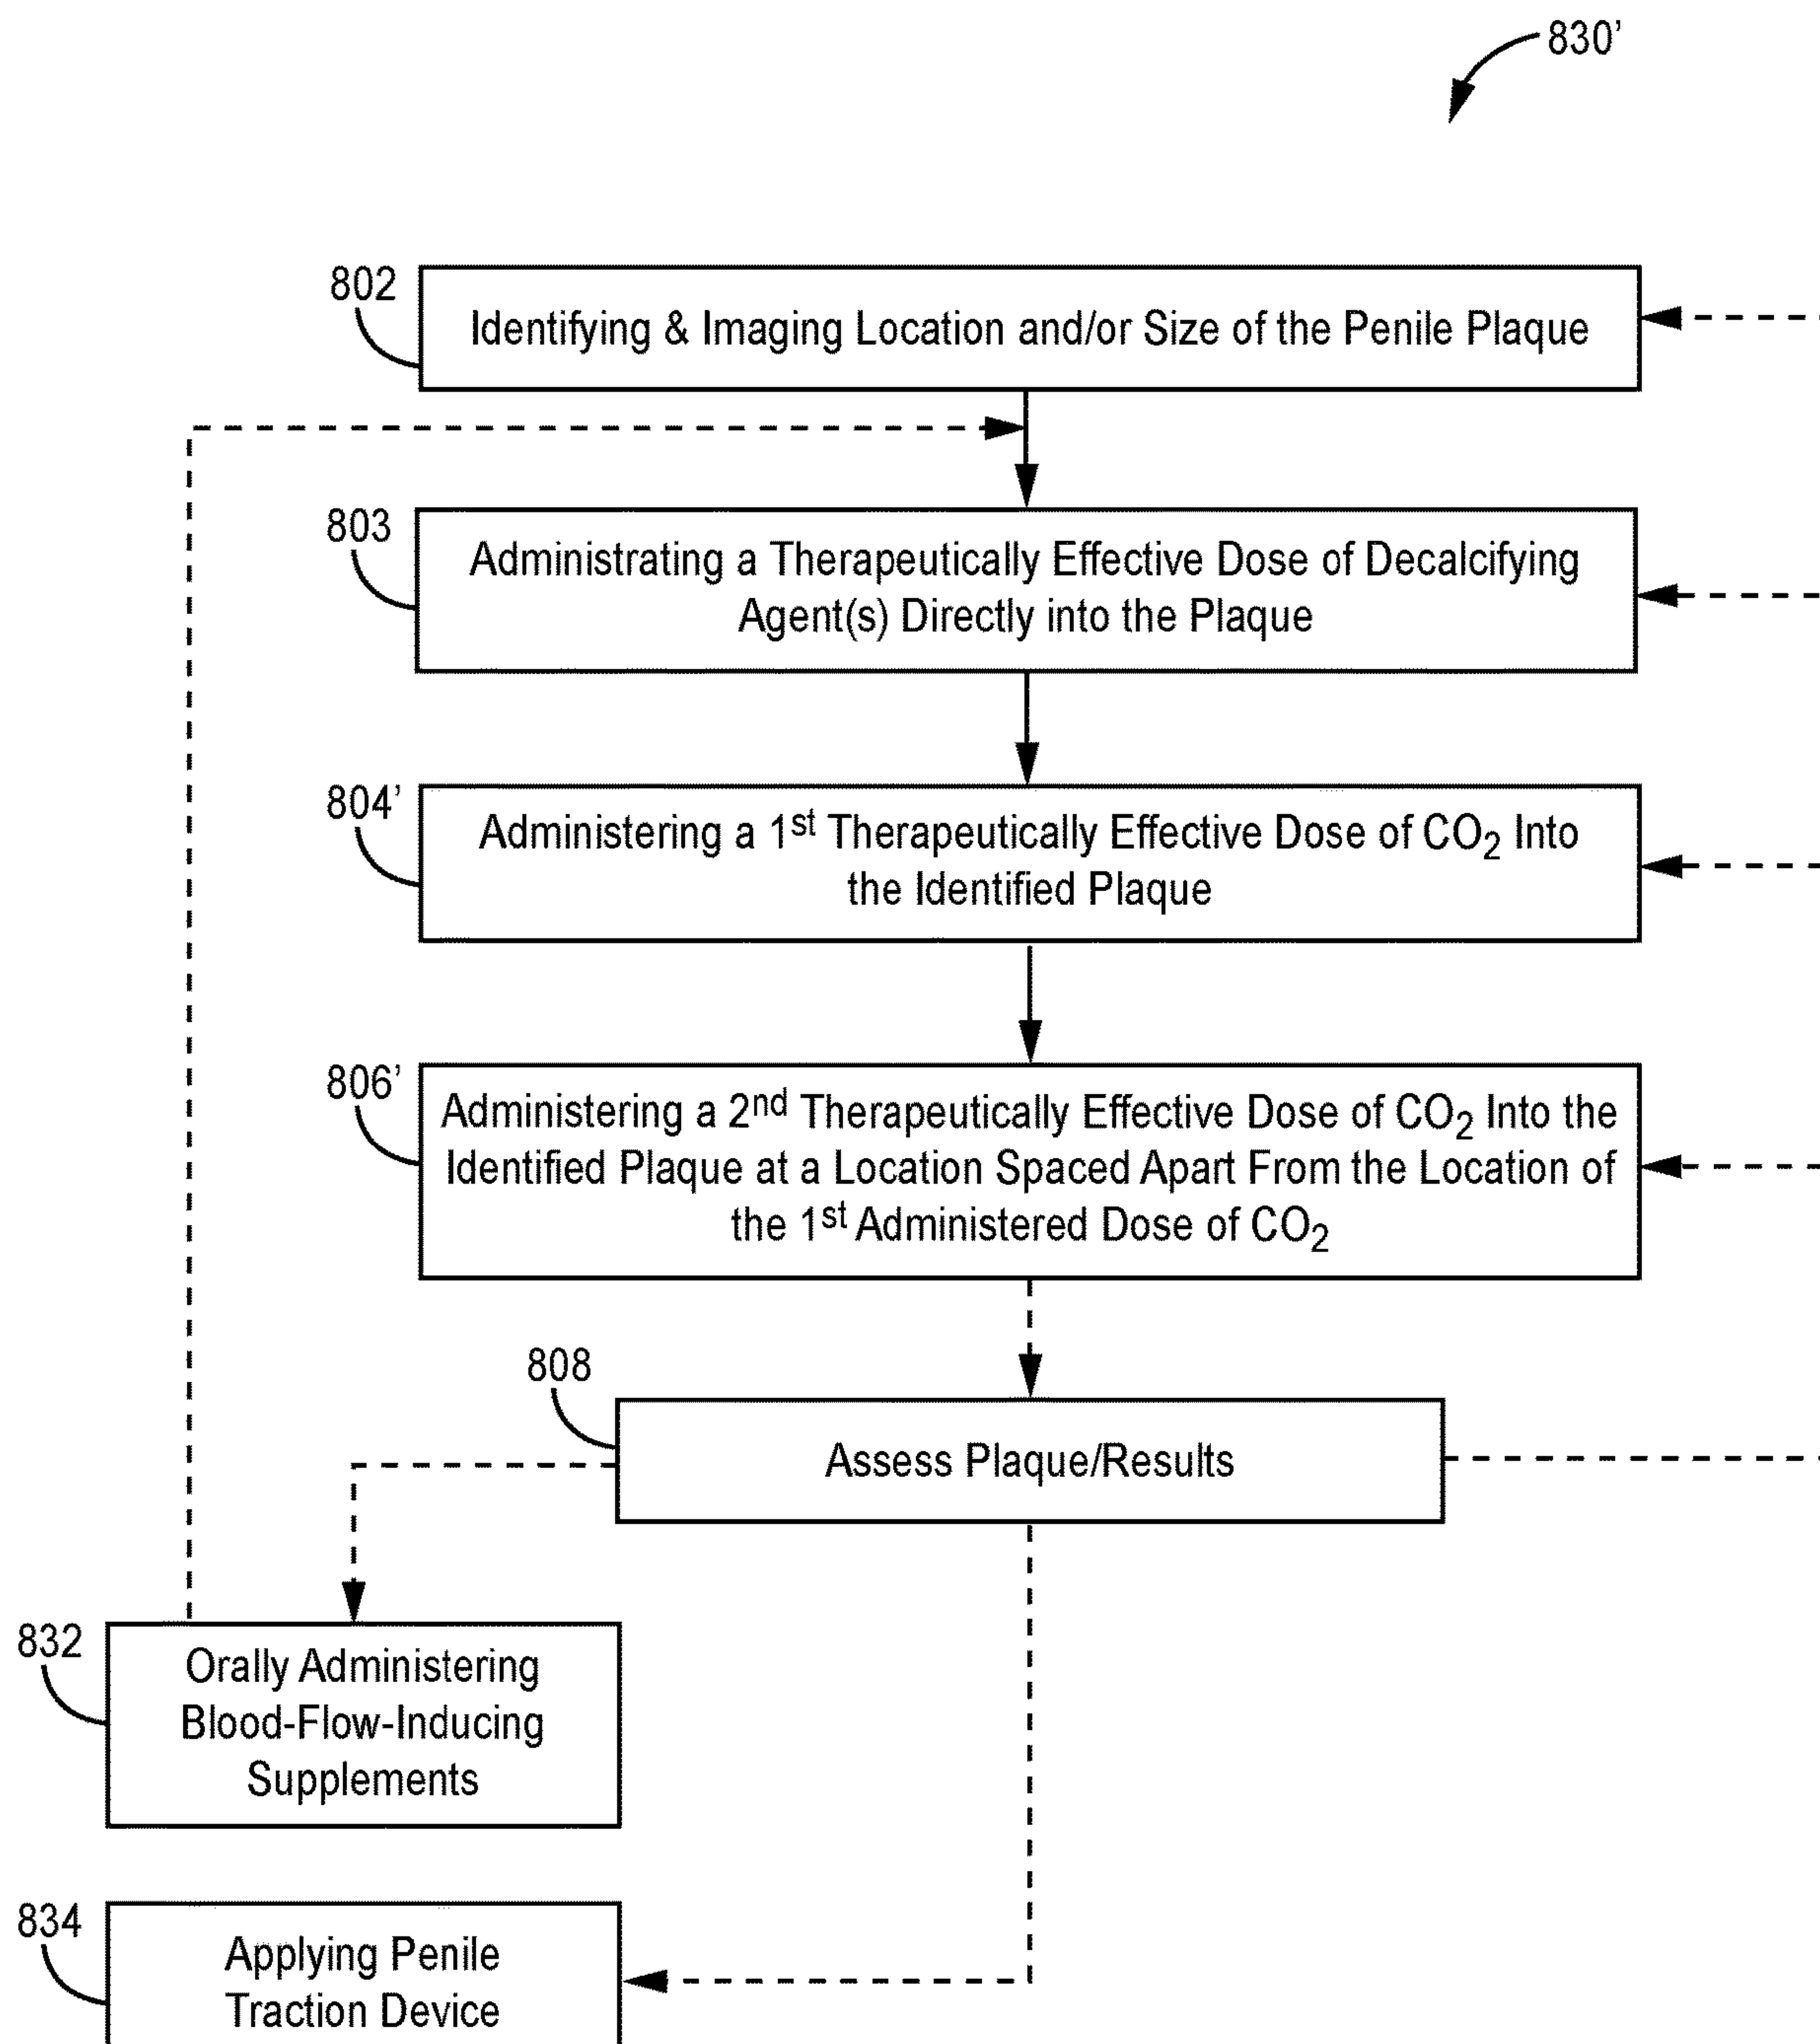 830’
802
Identifying & Imaging Location and/or Size of the Penile Plaque
803
Administrating a Therapeutically Effective Dose of Decalcifying
Agent(s) Directly into the Plaque
804’
Administering a 1st Therapeutically Effective Dose of CO2 Into
the Identified Plaque
806’
Administering a 2nd Therapeutically Effective Dose of CO2 Into the
Identified Plaque at a Location Spaced Apart From the Location of
the 1st Administered Dose of CO2
808
Assess Plaque/Results
832
Orally Administering
Blood-Flow-Inducing
Supplements
834
Applying Penile
Traction Device